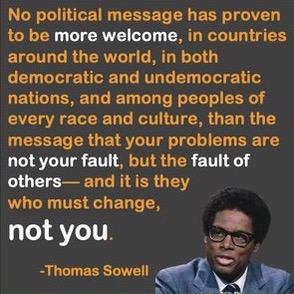 No political message has proven
to be more welcome, in countries
around the world, in both
democratic and undemocratic
nations, and among peoples of
every race and culture, than the
message that your problems are
not your fault, but the fault of
others— and it is they
who must change,
not you.
-Thomas Sowell